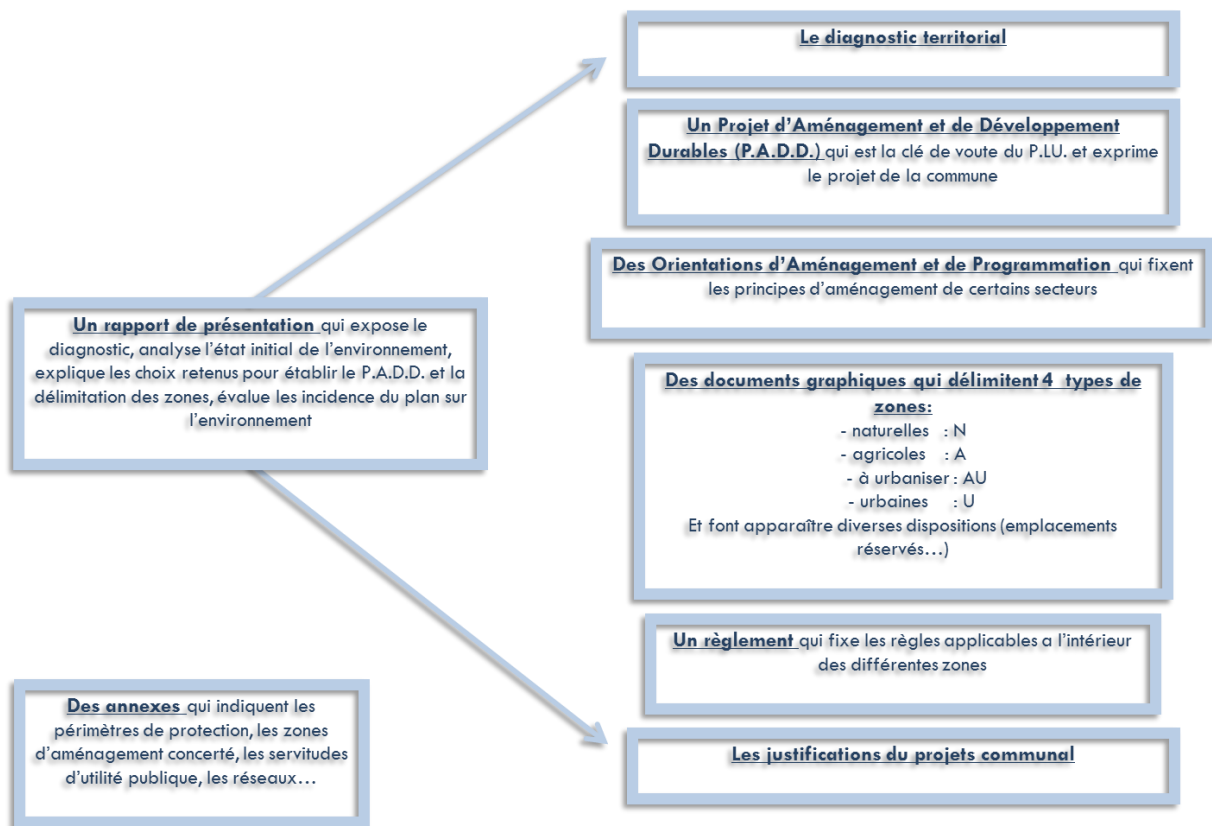 Le diagnostic territorial
Un Projet d'Aménagement et de Développement
Durables (P.A.D.D.) qui est la clé de voute du P.LU. et exprime
le projet de la commune
Des Orientations d'Aménagement et de Programmation qui fixent
les principes d'aménagement de certains secteurs
Un rapport de présentation qui expose le
diagnostic, analyse l'état initial de l'environnement,
explique les choix retenus pour établir le P.A.D.D. et la
délimitation des zones, évalue les incidence du plan sur
l'environnement
Des documents graphiques qui délimitent 4 types de
zones:
- naturelles : N
- agricoles : A
- à urbaniser : AU
- urbaines : U
Et font apparaître diverses dispositions (emplacements
réservés...)
Un règlement qui fixe les règles applicables a l'intérieur
des différentes zones
Des annexes qui indiquent les
périmètres de protection, les zones
d'aménagement concerté, les servitudes
d'utilité publique, les réseaux...
Les justifications du projets communal